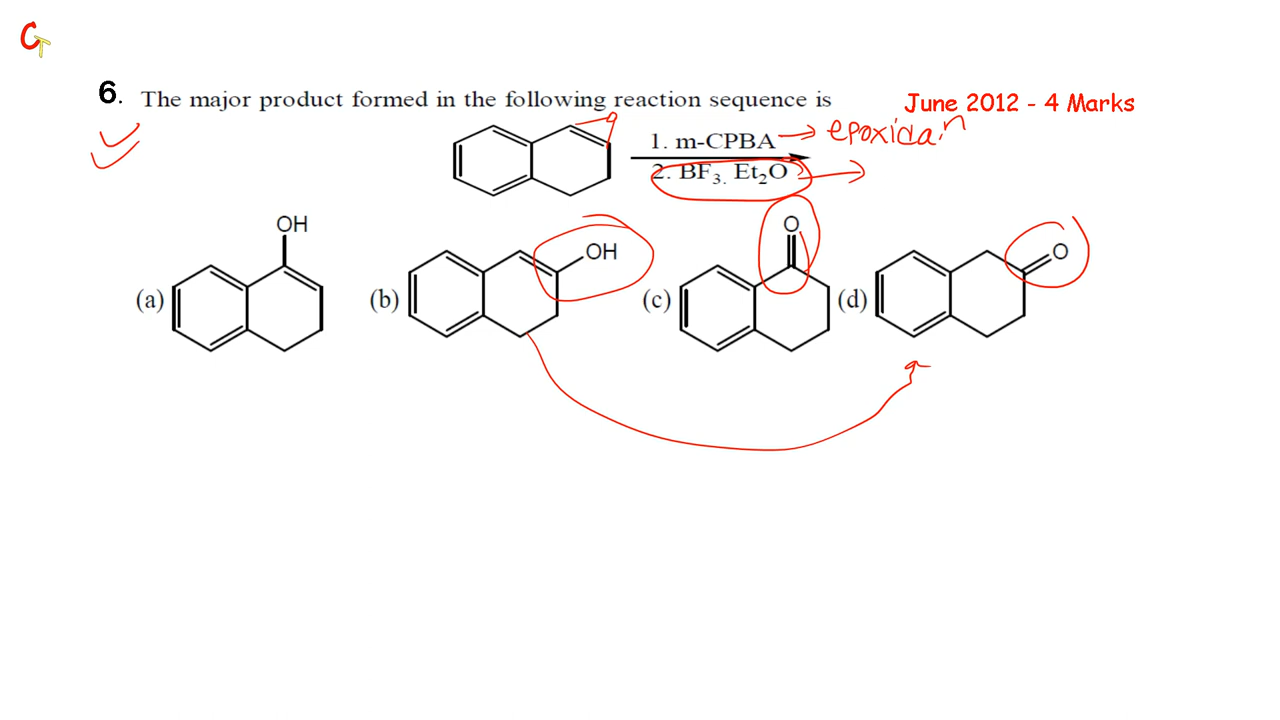 CT
6. The major product formed in the following reaction sequence is
June 2012 - 4 Marks
1. m-CPBA → epoxidan
2. BF3. Et2O →
OH
OH
O
O
(a)
(b)
(c)
(d)